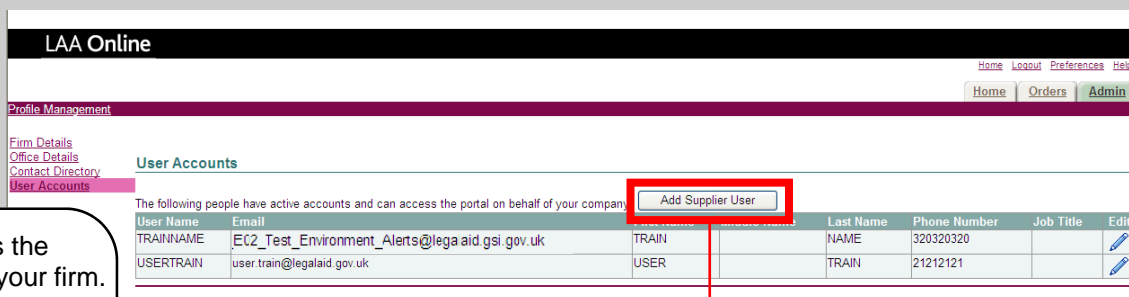 LAA Online
Home Logout Preferences Help
Home Orders Admin
Profile Management
Firm Details
Office Details
Contact Directory
User Accounts
User Accounts
The following people have active accounts and can access the portal on behalf of your company
Add Supplier User
User Name Email Last Name Phone Number Job Title Edit
TRAINNAME E02_Test_Environment_Alerts@legalaid.gsi.gov.uk TRAIN NAME 320320320
USERTRAIN user.train@legalaid.gov.uk USER TRAIN 21212121
the
your firm.